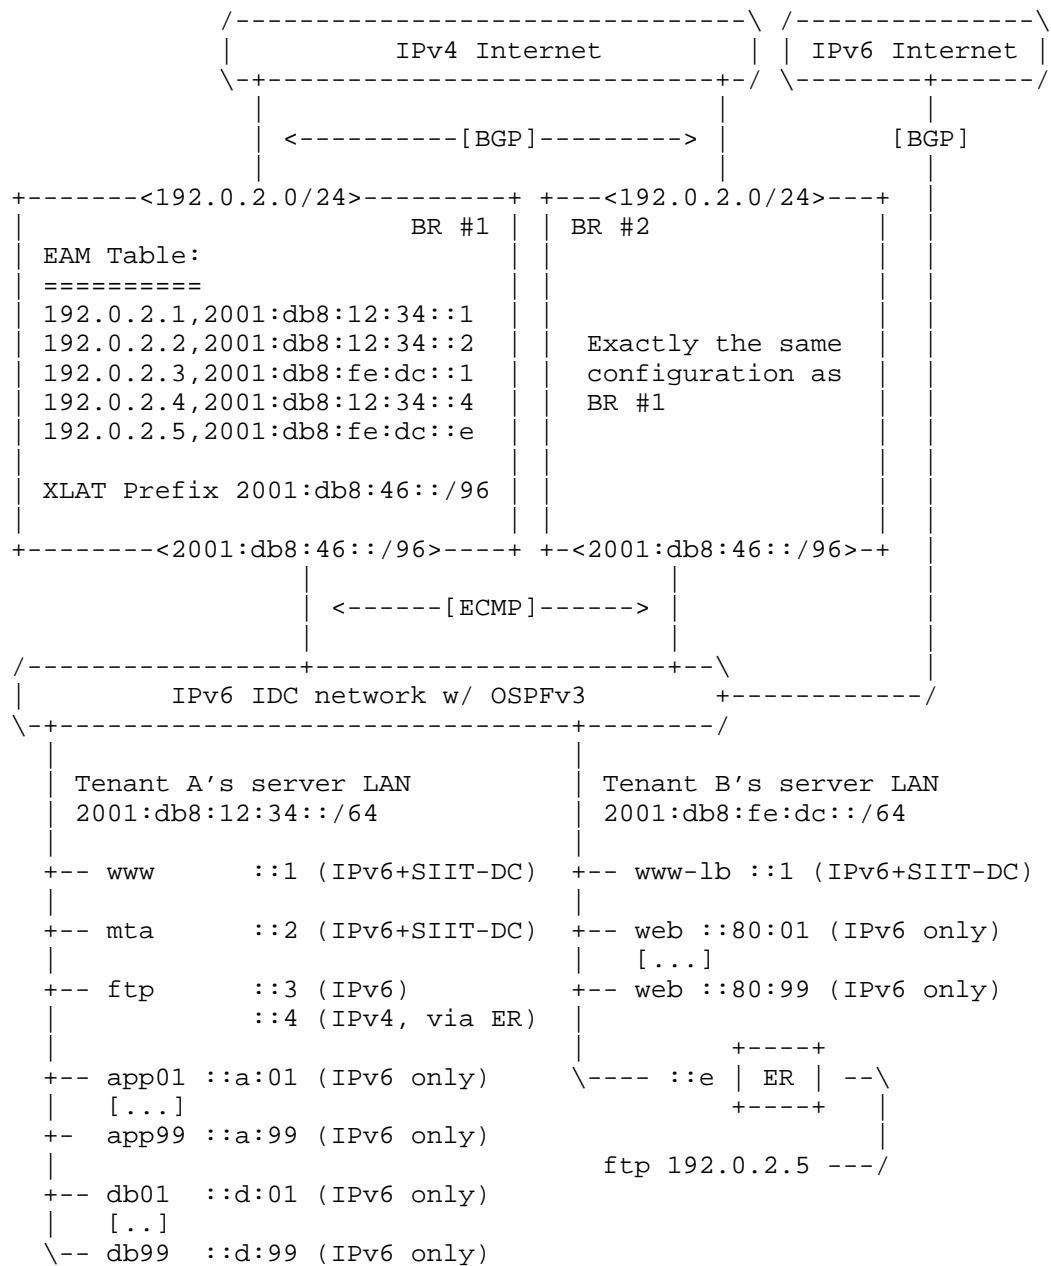 /--------------------------------\ /---------------\
|          IPv4 Internet         | | IPv6 Internet |
\-+----------------------------+-/ \--------+------/
  |                            |            |
  | <----------[BGP]---------> |          [BGP]
  |                            |            |
+-------<192.0.2.0/24>---------+ +---<192.0.2.0/24>---+  |
|                        BR #1 | | BR #2              |  |
| EAM Table:                   | |                    |  |
| ==========                   | |                    |  |
| 192.0.2.1,2001:db8:12:34::1  | |                    |  |
| 192.0.2.2,2001:db8:12:34::2  | |  Exactly the same  |  |
| 192.0.2.3,2001:db8:fe:dc::1  | |  configuration as  |  |
| 192.0.2.4,2001:db8:12:34::4  | |  BR #1             |  |
| 192.0.2.5,2001:db8:fe:dc::e  | |                    |  |
|                              | |                    |  |
| XLAT Prefix 2001:db8:46::/96 | |                    |  |
|                              | |                    |  |
+--------<2001:db8:46::/96>----+ +-<2001:db8:46::/96>-+  |
                  |                      |               |
                  | <------[ECMP]------> |               |
                  |                      |               |
/-----------------+----------------------+--\            |
|         IPv6 IDC network w/ OSPFv3        +------------/
\-+--------------------------------+--------/
  |                                |
  | Tenant A's server LAN          | Tenant B's server LAN
  | 2001:db8:12:34::/64            | 2001:db8:fe:dc::/64
  |                                |
  +-- www      ::1 (IPv6+SIIT-DC)  +-- www-lb ::1 (IPv6+SIIT-DC)
  |                                |
  +-- mta      ::2 (IPv6+SIIT-DC)  +-- web ::80:01 (IPv6 only)
  |                                |   [...]
  +-- ftp      ::3 (IPv6)          +-- web ::80:99 (IPv6 only)
  |            ::4 (IPv4, via ER)  |
  |                                |         +----+
  +-- app01 ::a:01 (IPv6 only)     \---- ::e | ER | --\
  |   [...]                                  +----+   |
  +-  app99 ::a:99 (IPv6 only)                        |
  |                                  ftp 192.0.2.5 ---/
  +-- db01  ::d:01 (IPv6 only)
  |   [..]
  \-- db99  ::d:99 (IPv6 only)